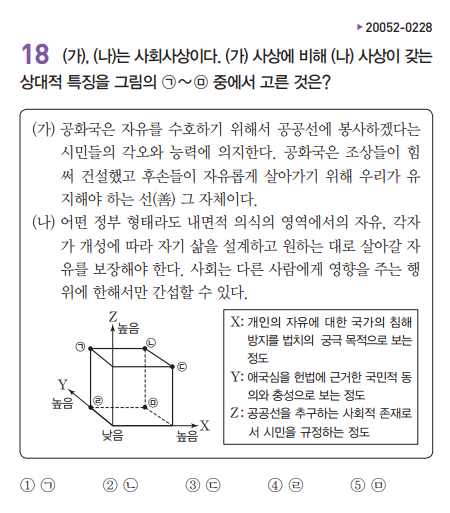 ▶ 20052-0228
18 (가), (나)는 사회사상이다. (가) 사상에 비해 (나) 사상이 갖는
상대적 특징을 그림의 ㉠~㉤ 중에서 고른 것은?
(가) 공화국은 자유를 수호하기 위해서 공공선에 봉사하겠다는
시민들의 각오와 능력에 의지한다. 공화국은 조상들이 힘
써 건설했고 후손들이 자유롭게 살아가기 위해 우리가 유
지해야 하는 선(善) 그 자체이다.
(나) 어떤 정부 형태라도 내면적 의식의 영역에서의 자유, 각자
가 개성에 따라 자기 삶을 설계하고 원하는 대로 살아갈 자
유를 보장해야 한다. 사회는 다른 사람에게 영향을 주는 행
위에 한해서만 간섭할 수 있다.
Z
높음
㉠
㉡
㉢
Y
높음
㉣
㉤
X
낮음
높음
X: 개인의 자유에 대한 국가의 침해
방지를 법치의 궁극 목적으로 보는
정도
Y: 애국심을 헌법에 근거한 국민적 동
의와 충성으로 보는 정도
Z: 공공선을 추구하는 사회적 존재로
서 시민을 규정하는 정도
① ㉠ ② ㉡ ③ ㉢ ④ ㉣ ⑤ ㉤